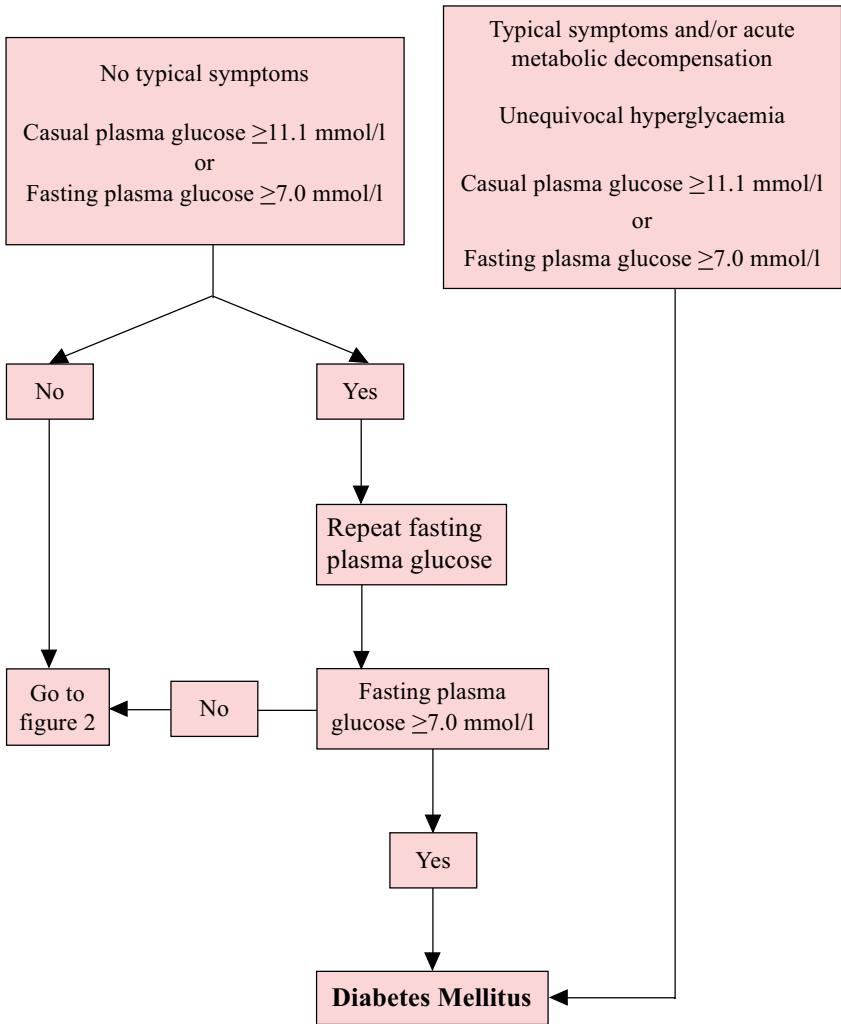 No typical symptoms
Casual plasma glucose ≥11.1 mmol/l
or
Fasting plasma glucose ≥7.0 mmol/l
Typical symptoms and/or acute
metabolic decompensation
Unequivocal hyperglycaemia
Casual plasma glucose ≥11.1 mmol/l
or
Fasting plasma glucose ≥7.0 mmol/l
No
Yes
Repeat fasting
plasma glucose
Go to
figure 2
No
Fasting plasma
glucose ≥7.0 mmol/l
Yes
Diabetes Mellitus